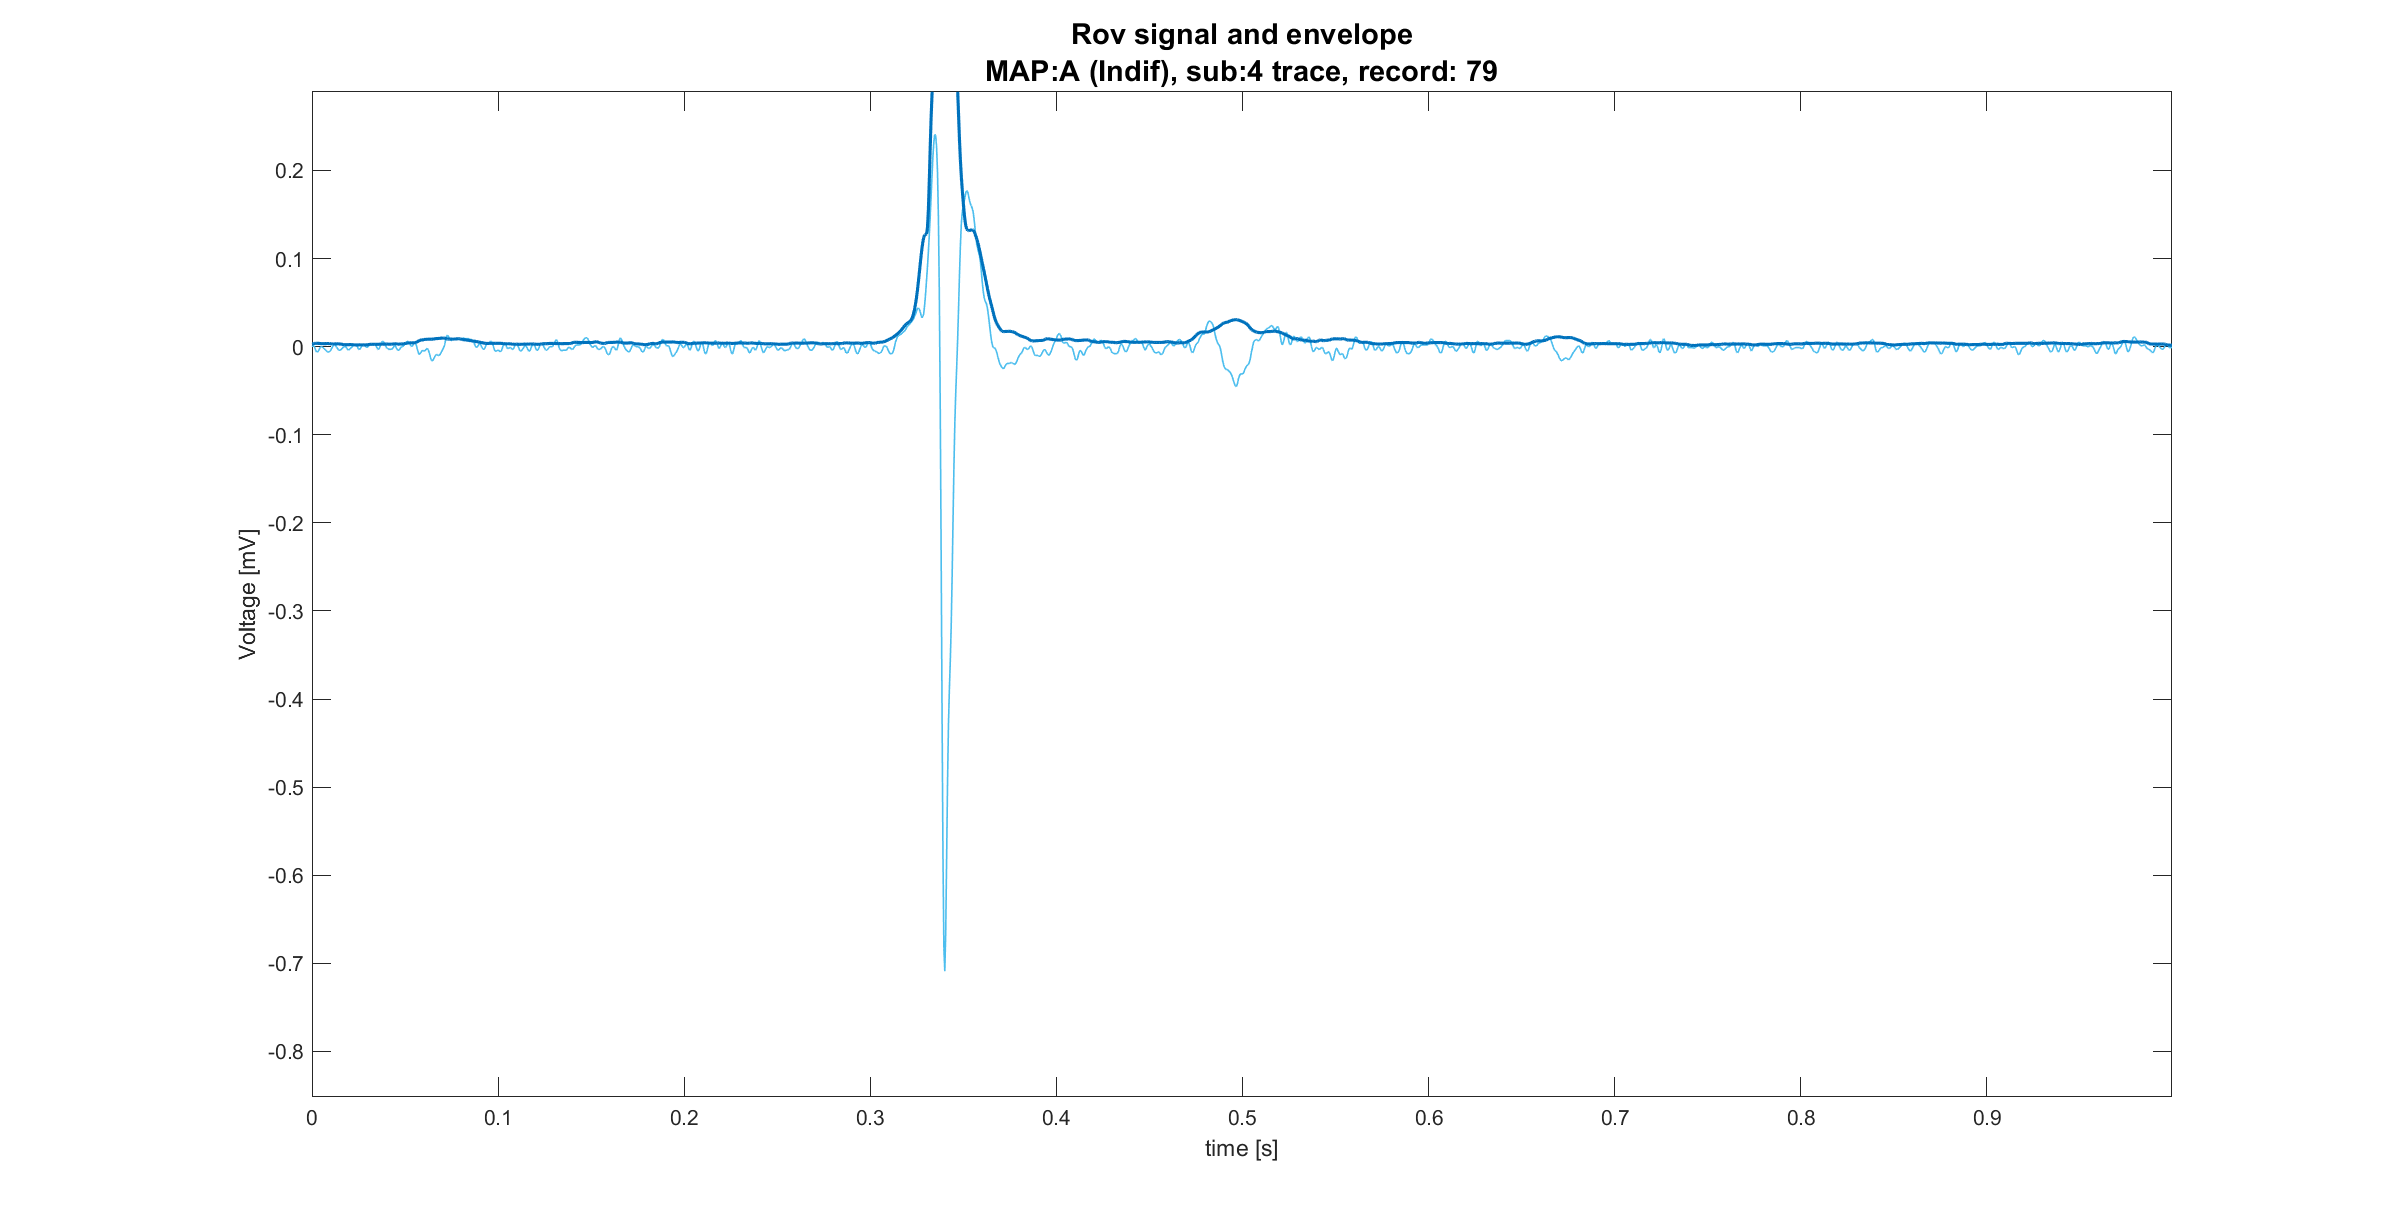 Rov signal and envelope
MAP:A (Indif), sub:4 trace, record: 79
0.2
0.1
0
-0.1
-0.2
-0.3
-0.4
-0.5
-0.6
-0.7
-0.8
Voltage [mV]
0 0.1 0.2 0.3 0.4 0.5 0.6 0.7 0.8 0.9
time [s]